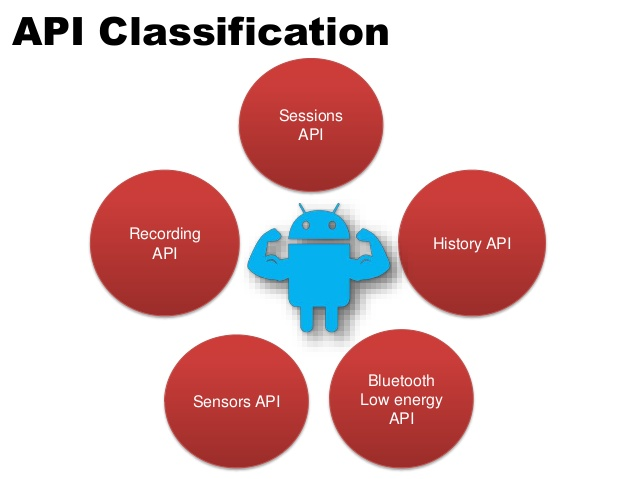 API Classification
Sessions
API
Recording
API
History API
Sensors API
Bluetooth
Low energy
API